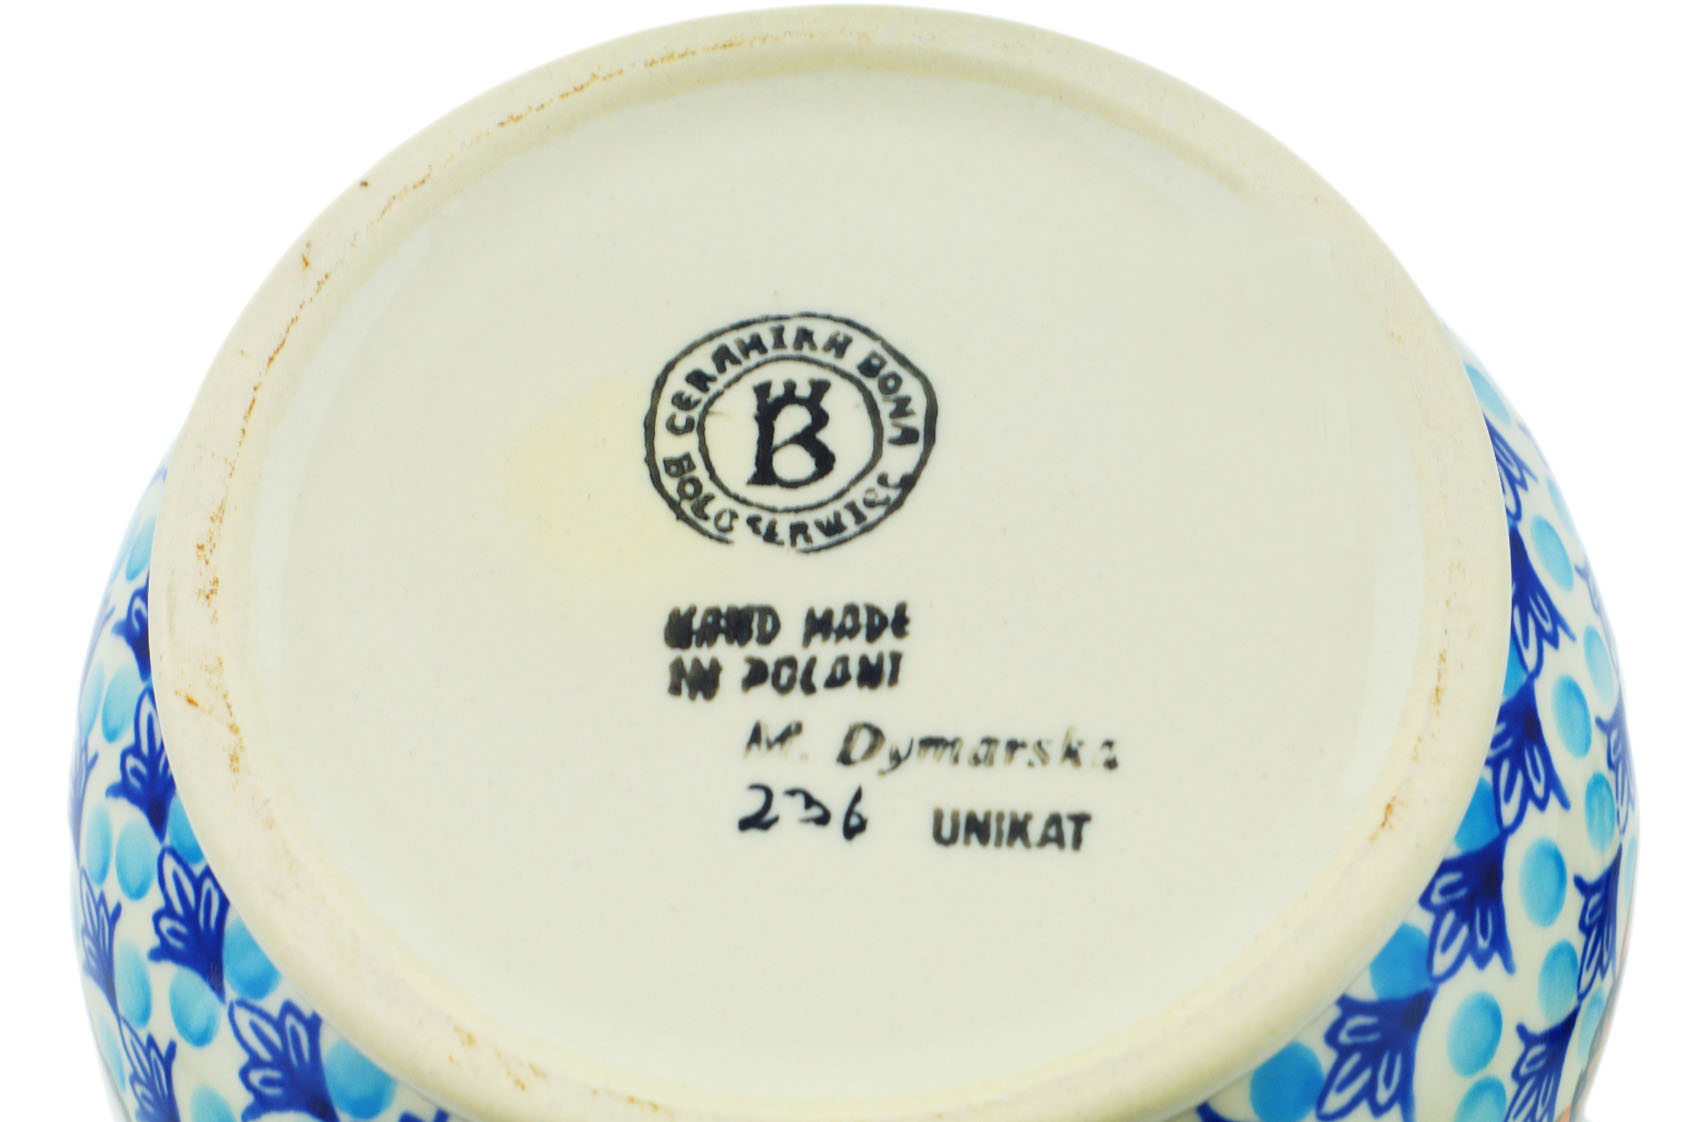 CERAMIKA BONA
BOLESŁAWIEC
B
HAND MADE
IN POLAND
M. Dymarska
236 UNIKAT